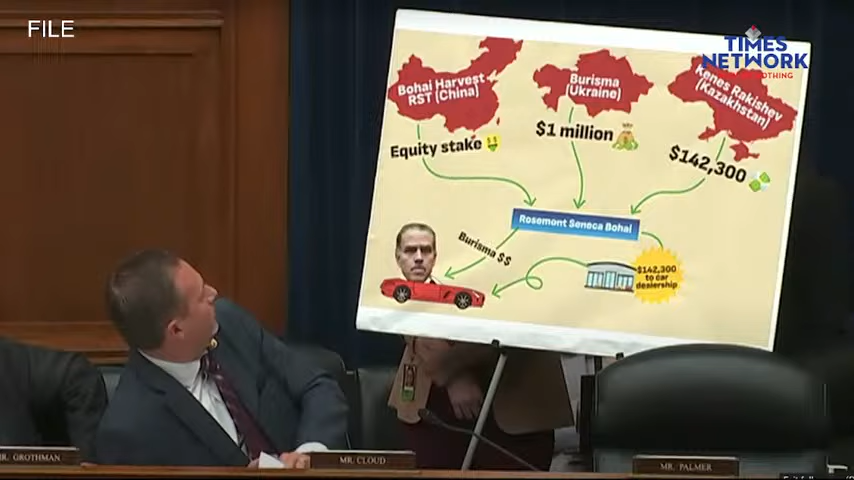 FILE
TIMES
NETWORK
Bohai Harvest
RST (China)
Burisma
(Ukraine)
Kenes Rakishev
(Kazakhstan)
Equity stake
$1 million
$142,300
Rosemont Seneca Bohai
Burisma $$
$142,300
to car
dealership
MR. GROTHMAN
MR. CLOUD
MR. PALMER